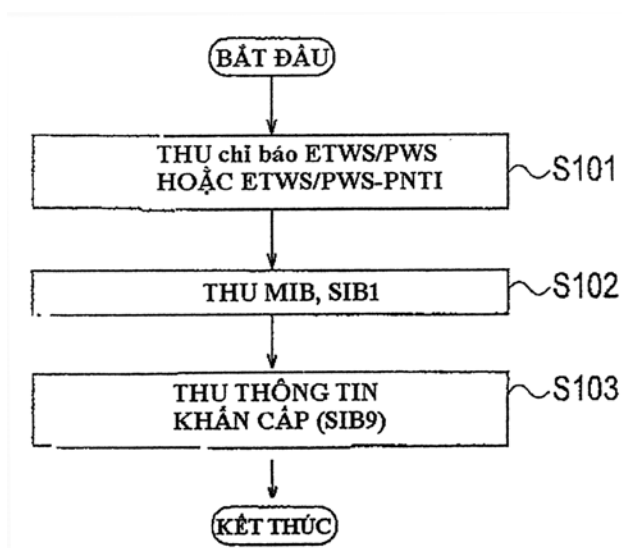 BẮT ĐẦU
THU chỉ báo ETWS/PWS
HOẶC ETWS/PWS-PNTI
S101
THU MIB, SIB1
S102
THU THÔNG TIN
KHẨN CẤP (SIB9)
S103
KẾT THÚC